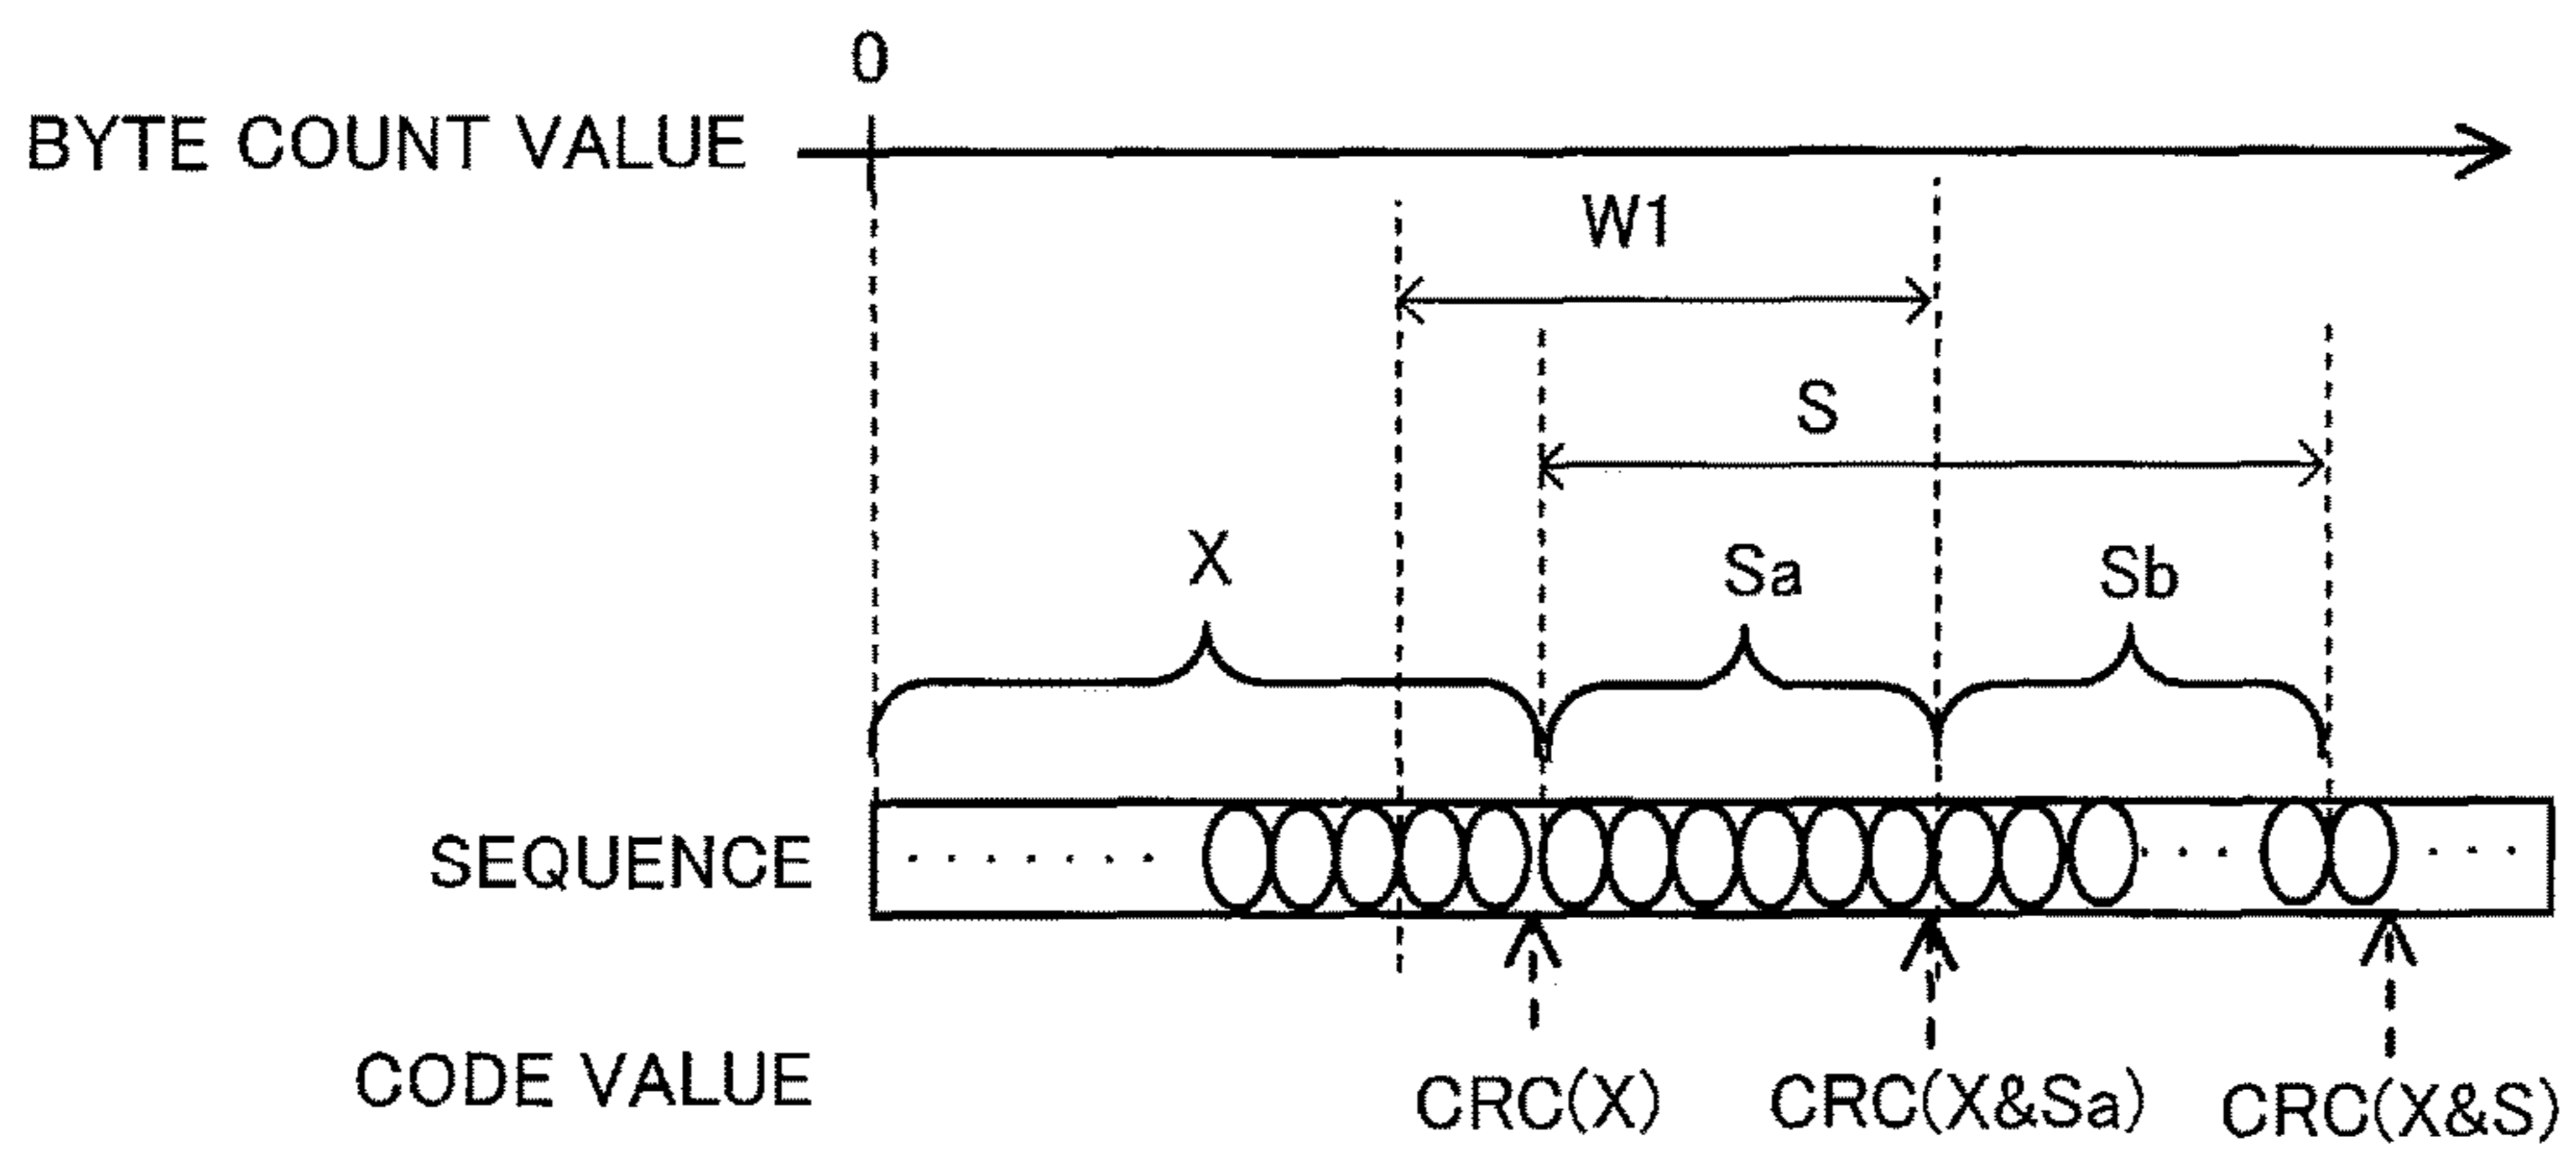 0
BYTE COUNT VALUE
W1
S
X
Sa
Sb
SEQUENCE
CODE VALUE
CRC(X)
CRC(X&Sa)
CRC(X&S)